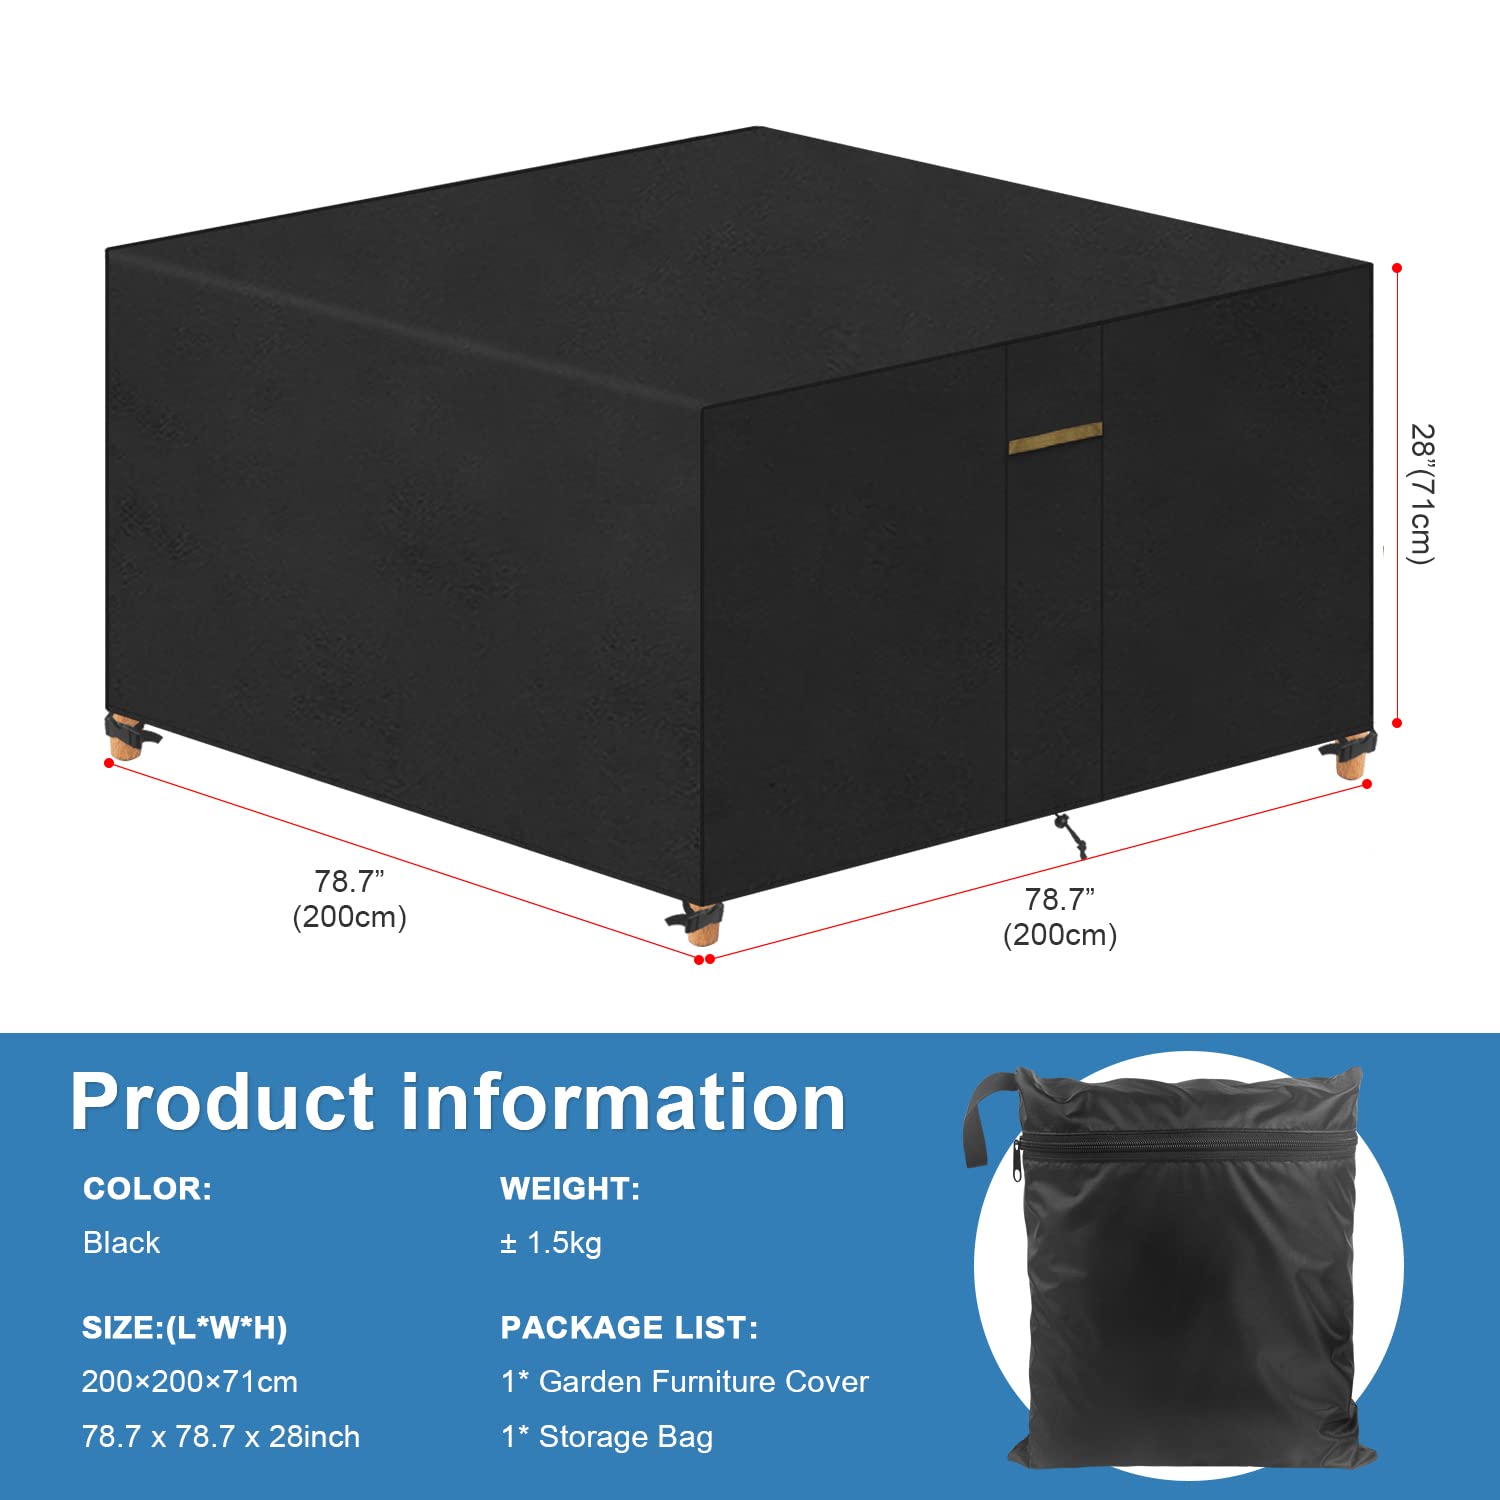 28”(71cm)
78.7”
(200cm)
78.7”
(200cm)
Product information
COLOR:
Black
WEIGHT:
± 1.5kg
SIZE:(L*W*H)
200×200×71cm
78.7 x 78.7 x 28inch
PACKAGE LIST:
1* Garden Furniture Cover
1* Storage Bag